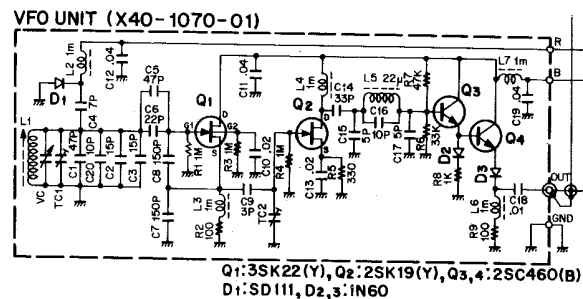 VFO UNIT (X40-1070-01)
R
B
L2 1m
C12 .04
C5
47P
C11 .04
L4 1m
C14
33P
L5 22μ
R7 47K
L7 1m
C19 .04
D1
C4 7P
C6
22P
Q1
D
G1
G2
S
Q2
D
S
C16
10P
Q3
Q4
L1
VC
TC1
C1 47P
C20 10P
C2 15P
C3 15P
C8 150P
R1 1M
R3 1M
C10 .02
R4 1M
C15 5P
C17 5P
R6 33K
D2
R8 1K
D3
C7 150P
L3 1m
R2 100
C9
3P
TC2
C13 .02
R5 330
L6 1m
R9 100
C18
.01
OUT
GND
Q1:3SK22(Y), Q2:2SK19(Y), Q3,4:2SC460(B)
D1:SD111, D2,3:1N60